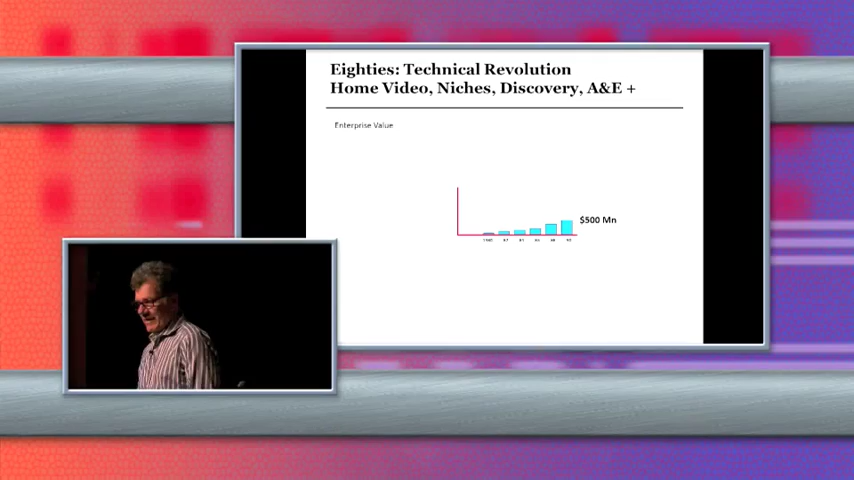 Eighties: Technical Revolution
Home Video, Niches, Discovery, A&E +
Enterprise Value
$500 Mn